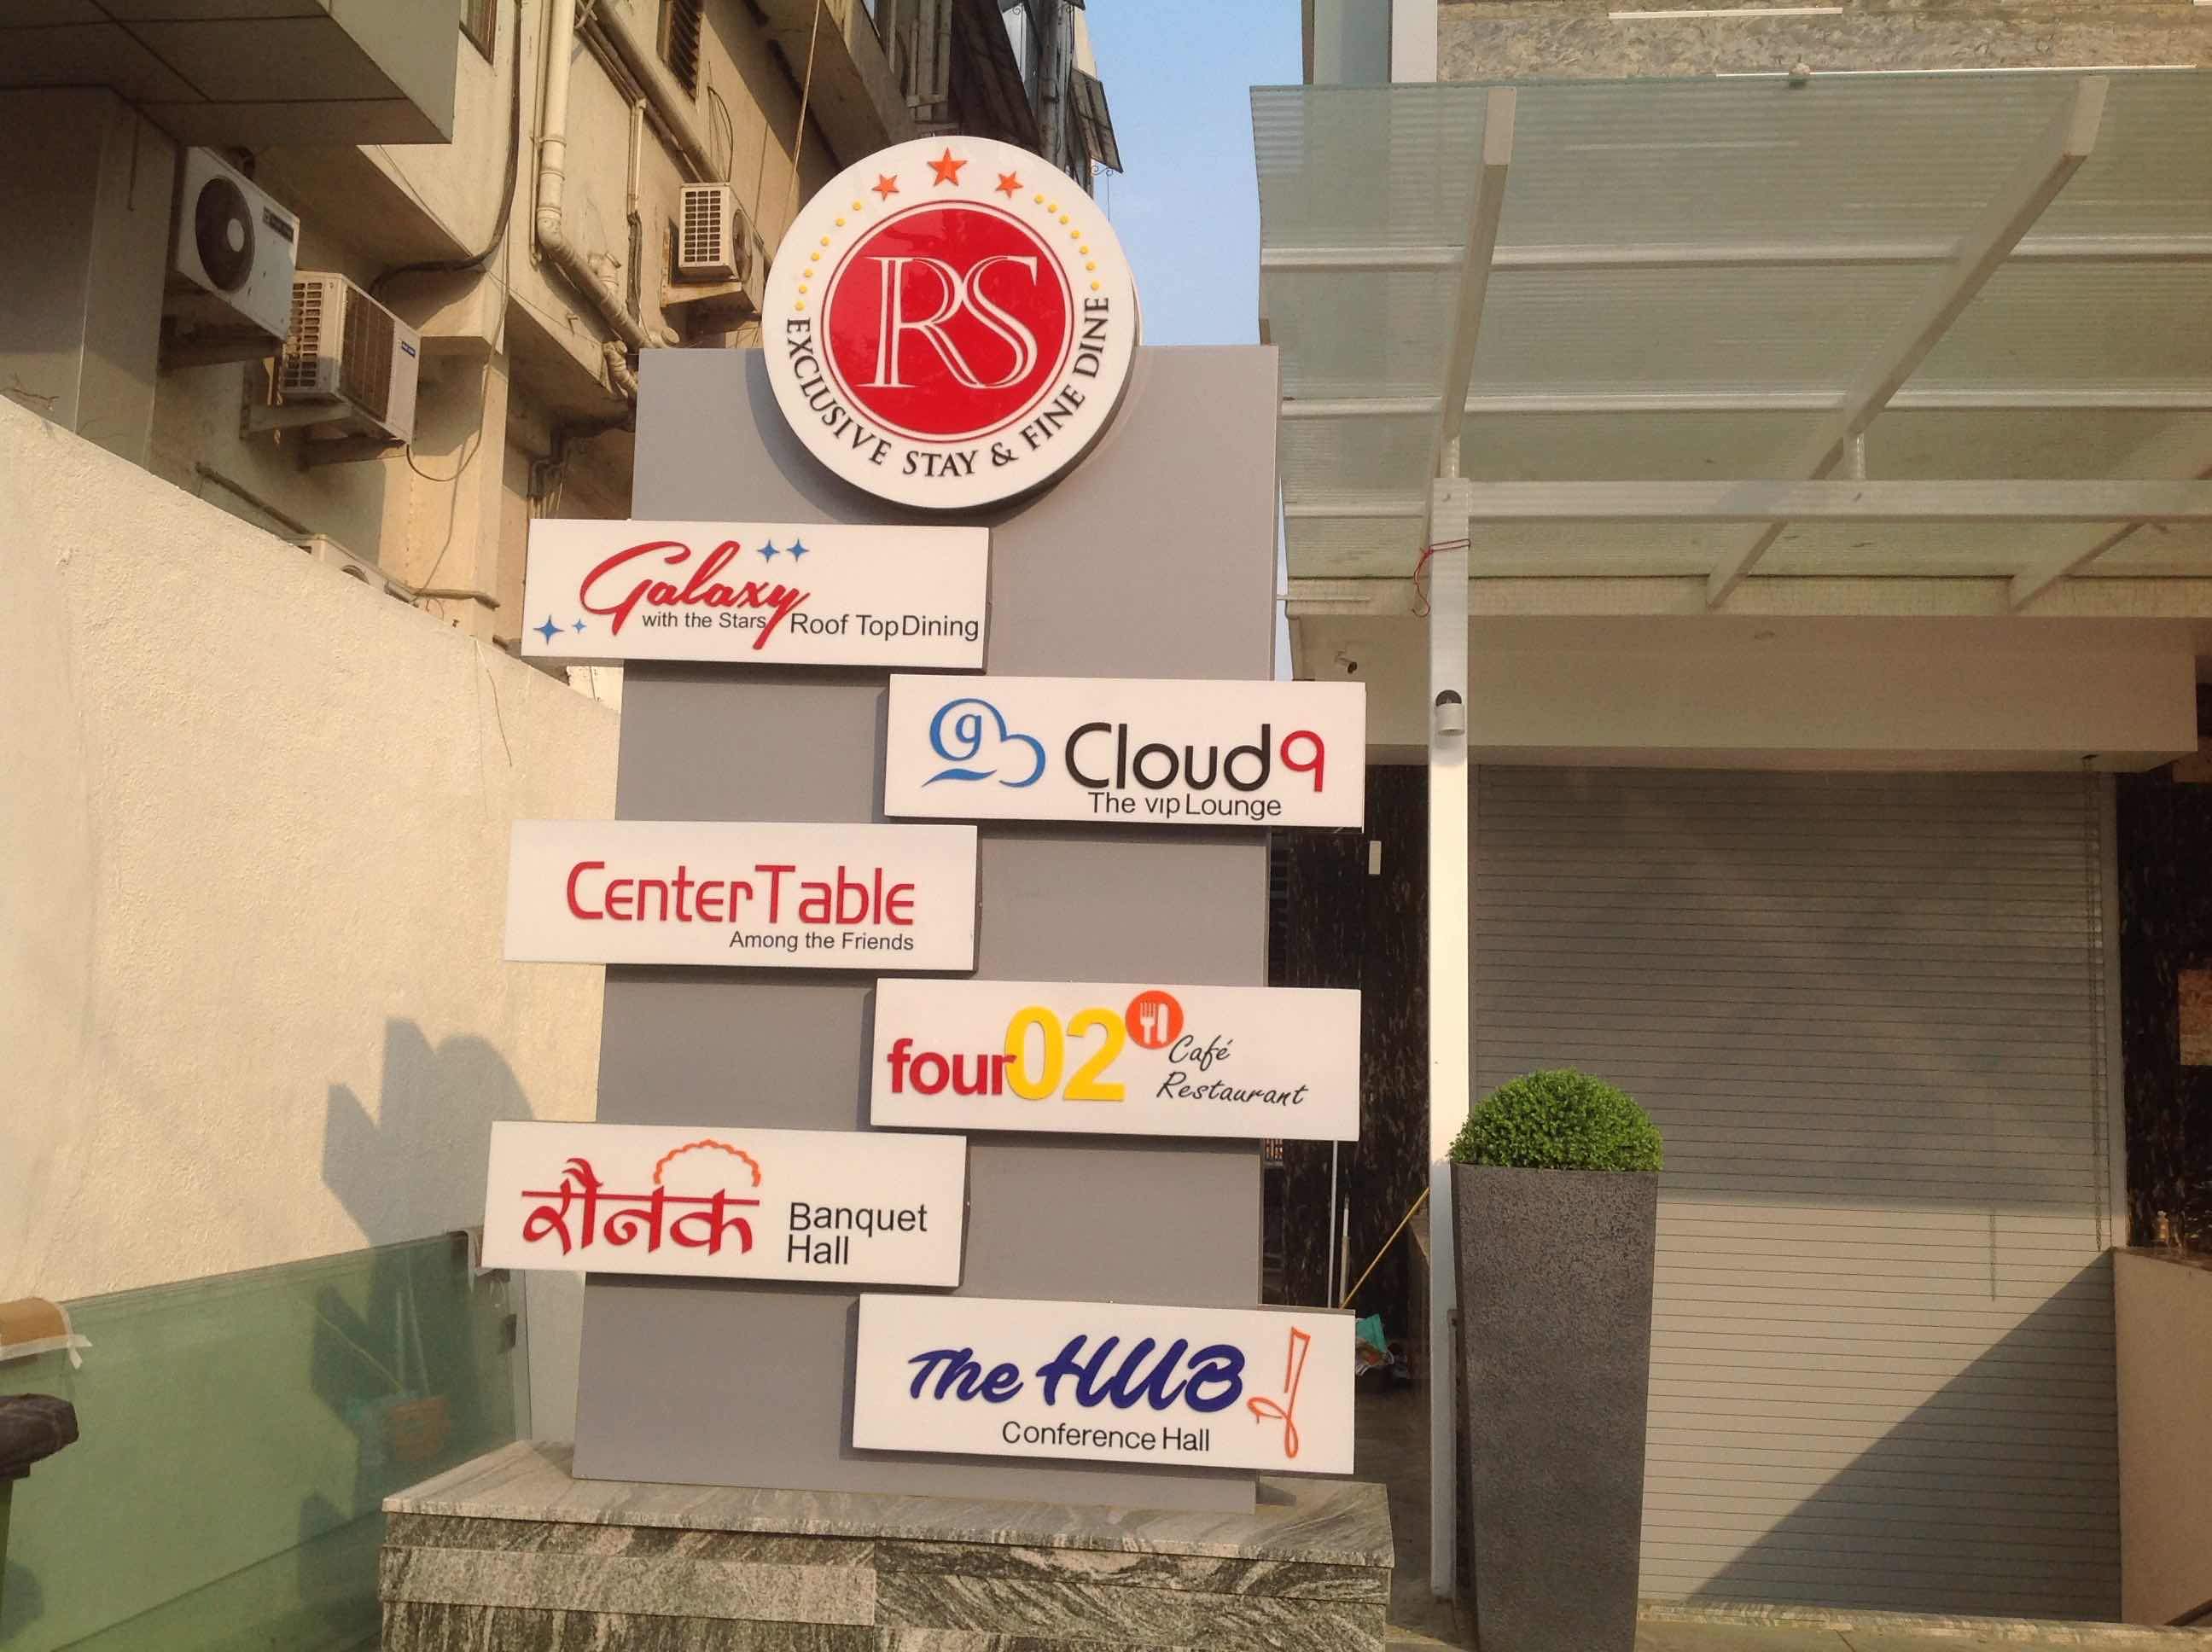 RS
EXCLUSIVE STAY & FINE DINE
Galaxy
with the Stars Roof Top Dining
g Cloud9
The vip Lounge
CenterTable
Among the Friends
four02 Café
Restaurant
रौनक Banquet
Hall
The HUB
Conference Hall